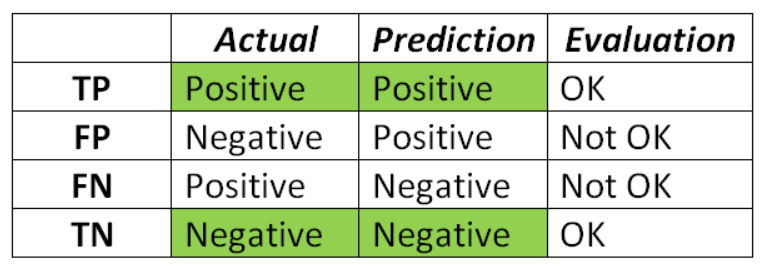 Actual Prediction Evaluation
TP Positive Positive OK
FP Negative Positive Not OK
FN Positive Negative Not OK
TN Negative Negative OK